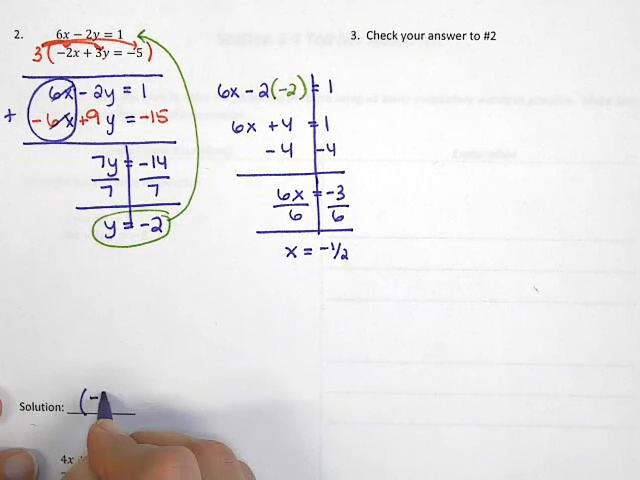 2. 6x − 2y = 1
3(−2x + 3y = −5)
6x − 2y = 1
+ −6x + 9y = −15
7y = −14
7 7
y = −2
6x − 2(−2) = 1
6x + 4 = 1
−4 −4
6x = −3
6 6
x = −1/2
3. Check your answer to #2
Solution: (−
4x